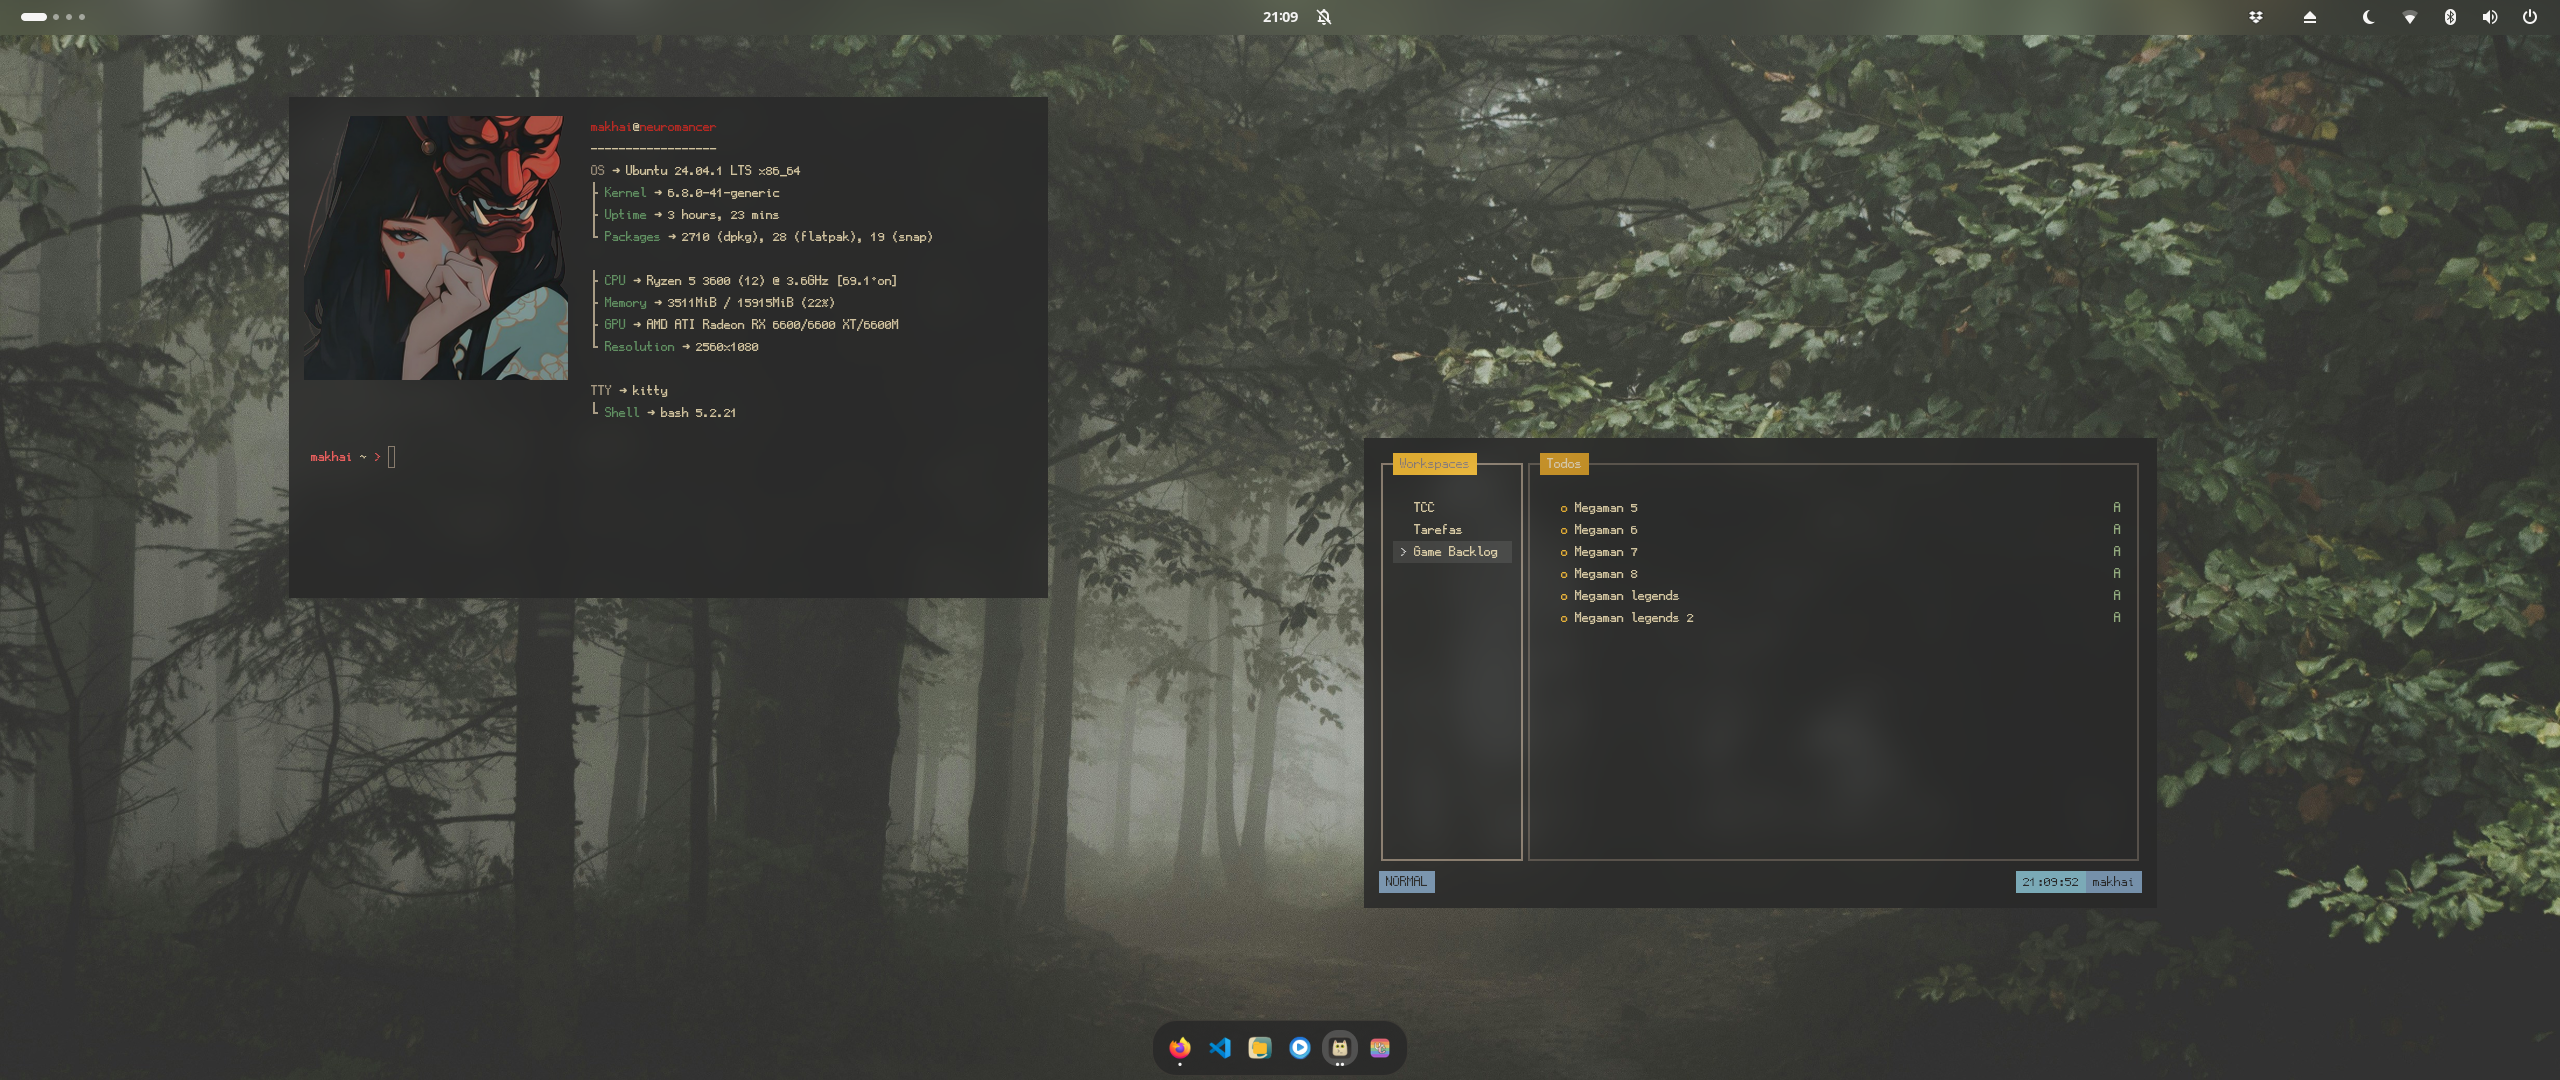 21:09
makhai@neuromancer
------------------
OS ➜ Ubuntu 24.04.1 LTS x86_64
├ Kernel ➜ 6.8.0-41-generic
├ Uptime ➜ 3 hours, 23 mins
└ Packages ➜ 2710 (dpkg), 28 (flatpak), 19 (snap)
├ CPU ➜ Ryzen 5 3600 (12) @ 3.6GHz [69.1°on]
├ Memory ➜ 3511MiB / 15915MiB (22%)
├ GPU ➜ AMD ATI Radeon RX 6600/6600 XT/6600M
└ Resolution ➜ 2560x1080
TTY ➜ kitty
└ Shell ➜ bash 5.2.21
makhai ~ >
Workspaces
TCC
Tarefas
> Game Backlog
Todos
Megaman 5 A
Megaman 6 A
Megaman 7 A
Megaman 8 A
Megaman legends A
Megaman legends 2 A
NORMAL
21:09:52 makhai